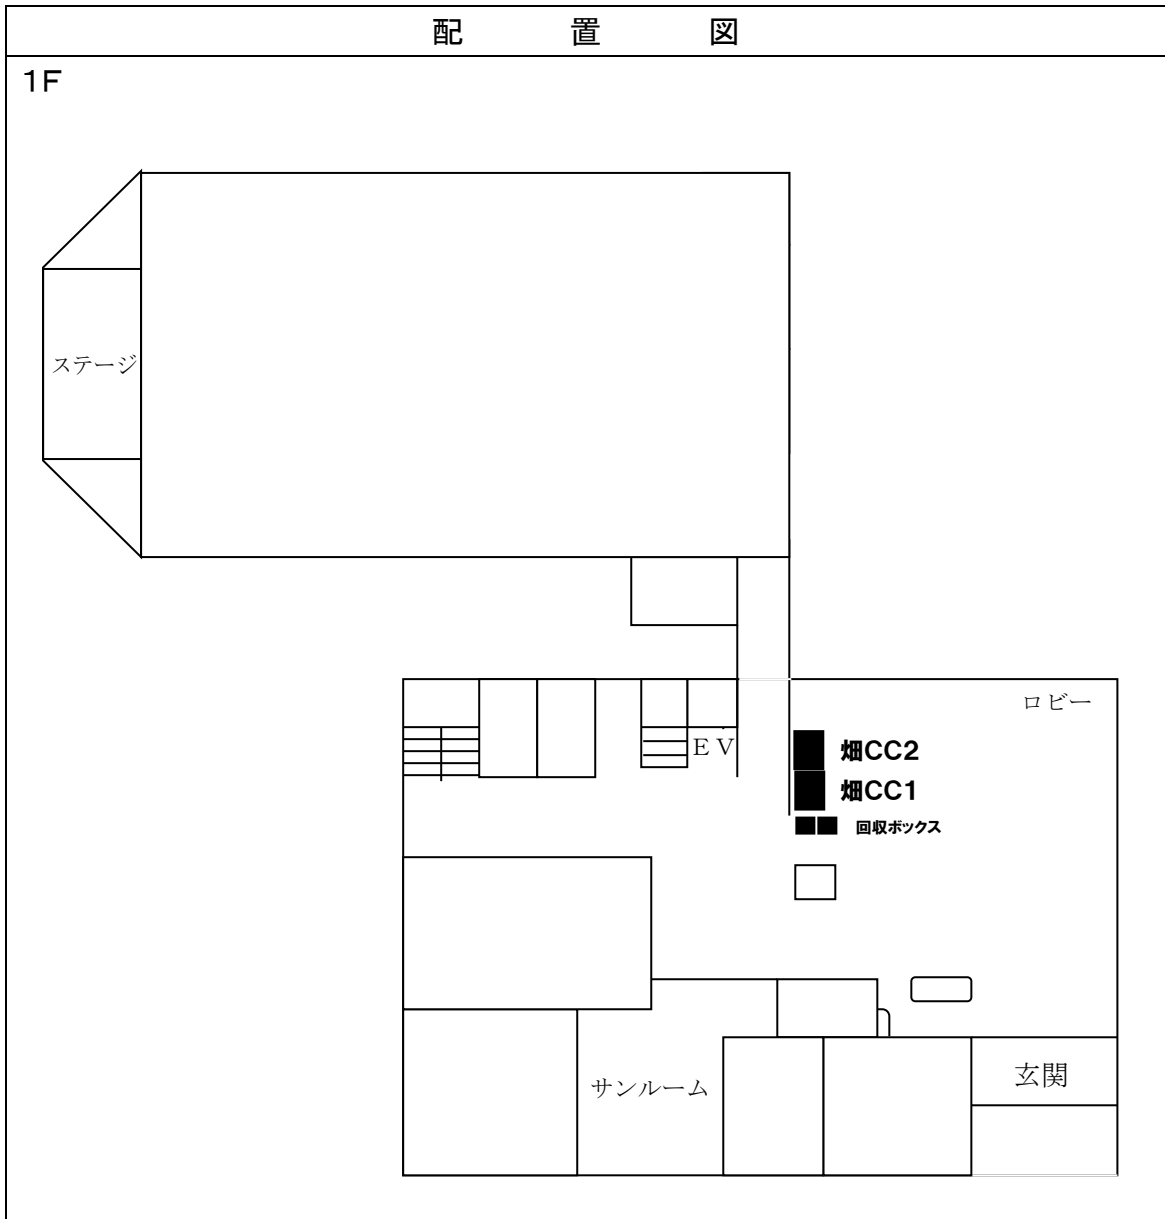 配 置 図
1F
ステージ
ロビー
EV
畑CC2
畑CC1
回収ボックス
サンルーム
玄関